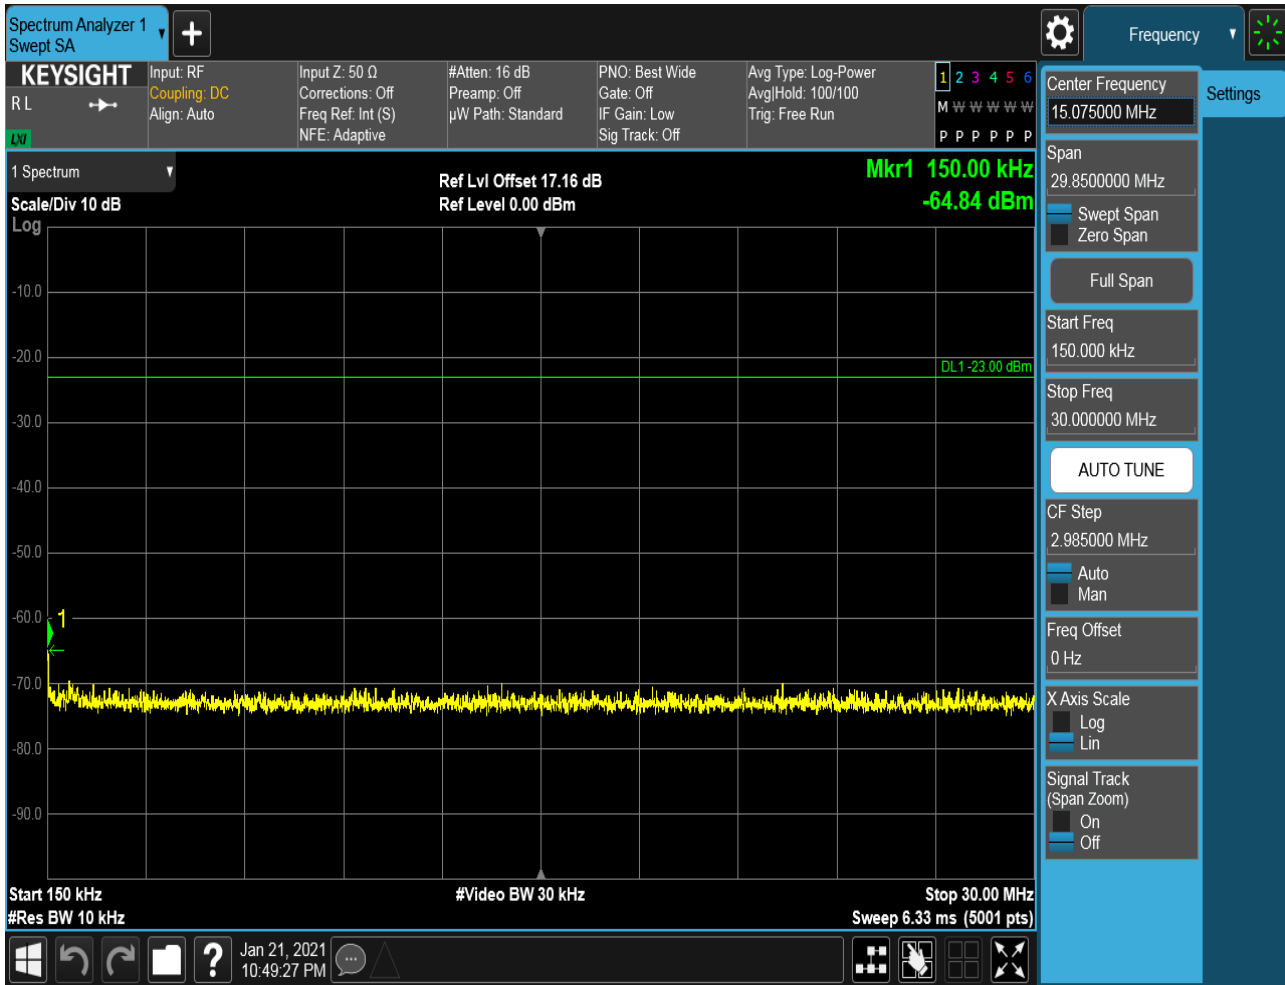 Spectrum Analyzer 1
Swept SA
+
Frequency
KEYSIGHT
R L
LXI
Input: RF
Coupling: DC
Align: Auto
Input Z: 50 Ω
Corrections: Off
Freq Ref: Int (S)
NFE: Adaptive
#Atten: 16 dB
Preamp: Off
µW Path: Standard
PNO: Best Wide
Gate: Off
IF Gain: Low
Sig Track: Off
Avg Type: Log-Power
Avg|Hold: 100/100
Trig: Free Run
1 2 3 4 5 6
M W W W W W
P P P P P P
1 Spectrum
Scale/Div 10 dB
Log
Ref Lvl Offset 17.16 dB
Ref Level 0.00 dBm
Mkr1 150.00 kHz
-64.84 dBm
-10.0
-20.0
DL1 -23.00 dBm
-30.0
-40.0
-50.0
-60.0
1
-70.0
-80.0
-90.0
Start 150 kHz
#Res BW 10 kHz
#Video BW 30 kHz
Stop 30.00 MHz
Sweep 6.33 ms (5001 pts)
Center Frequency
15.075000 MHz
Settings
Span
29.8500000 MHz
Swept Span
Zero Span
Full Span
Start Freq
150.000 kHz
Stop Freq
30.000000 MHz
AUTO TUNE
CF Step
2.985000 MHz
Auto
Man
Freq Offset
0 Hz
X Axis Scale
Log
Lin
Signal Track
(Span Zoom)
On
Off
?
Jan 21, 2021
10:49:27 PM